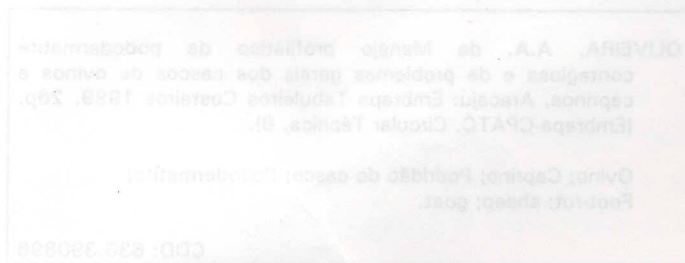 OLIVEIRA, A.A. de Manejo profilático da pododermatite
contagiosa e de problemas gerais dos cascos de ovinos e
caprinos. Aracaju: Embrapa Tabuleiros Costeiros 1999. 26p.
(Embrapa-CPATC. Circular Técnica, 9).
Ovino; Caprino; Podridão do casco; Pododermatite;
Foot-rot; sheep; goat.
CDD: 636.390896